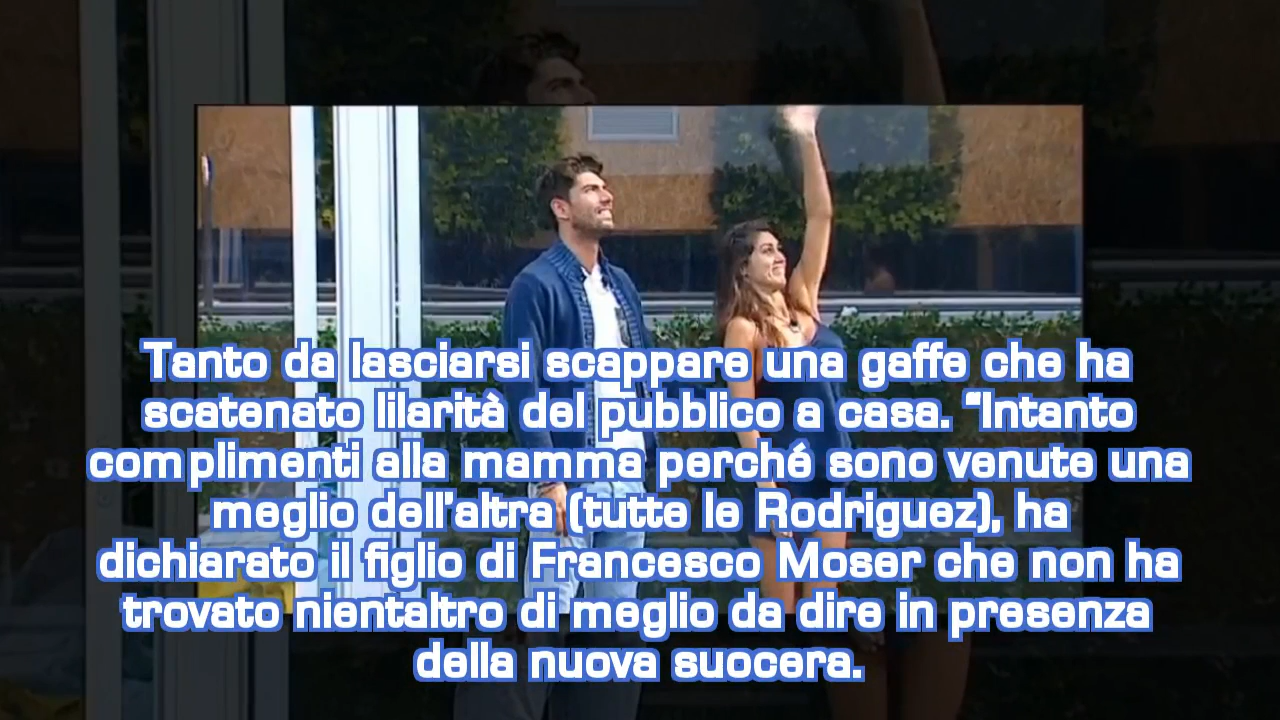 Tanto da lasciarsi scappare una gaffe che ha
scatenato lilarità del pubblico a casa. “Intanto
complimenti alla mamma perché sono venute una
meglio dell'altra (tutte le Rodriguez), ha
dichiarato il figlio di Francesco Moser che non ha
trovato nientaltro di meglio da dire in presenza
della nuova suocera.